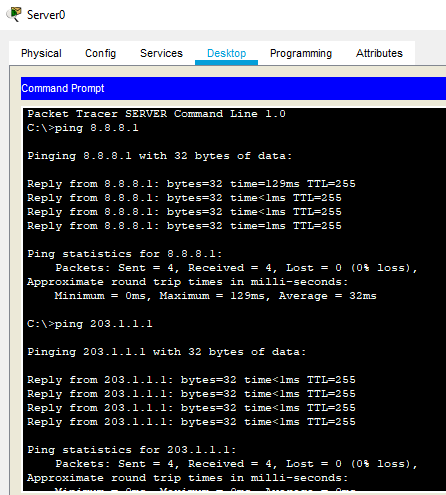 Server0
Physical Config Services Desktop Programming Attributes
Command Prompt
Packet Tracer SERVER Command Line 1.0
C:\>ping 8.8.8.1
Pinging 8.8.8.1 with 32 bytes of data:
Reply from 8.8.8.1: bytes=32 time=129ms TTL=255
Reply from 8.8.8.1: bytes=32 time<1ms TTL=255
Reply from 8.8.8.1: bytes=32 time<1ms TTL=255
Reply from 8.8.8.1: bytes=32 time=1ms TTL=255
Ping statistics for 8.8.8.1:
Packets: Sent = 4, Received = 4, Lost = 0 (0% loss),
Approximate round trip times in milli-seconds:
Minimum = 0ms, Maximum = 129ms, Average = 32ms
C:\>ping 203.1.1.1
Pinging 203.1.1.1 with 32 bytes of data:
Reply from 203.1.1.1: bytes=32 time<1ms TTL=255
Reply from 203.1.1.1: bytes=32 time<1ms TTL=255
Reply from 203.1.1.1: bytes=32 time<1ms TTL=255
Reply from 203.1.1.1: bytes=32 time<1ms TTL=255
Ping statistics for 203.1.1.1:
Packets: Sent = 4, Received = 4, Lost = 0 (0% loss),
Approximate round trip times in milli-seconds:
Minimum = 0ms, Maximum = 0ms, Average = 0ms